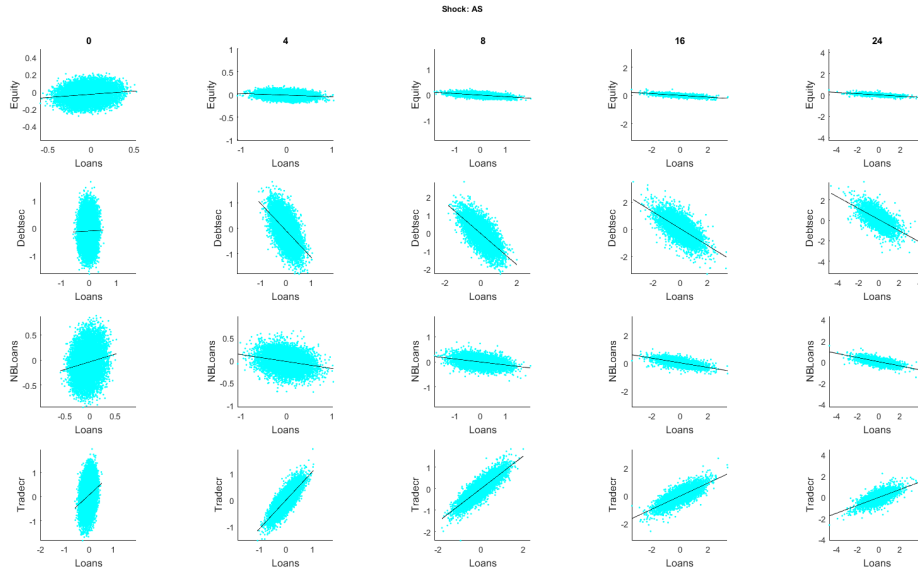 Shock: AS
0 4 8 16 24
0.4 0.2 0 -0.2 -0.4 Equity -0.5 0 0.5 Loans
1 0.5 0 -0.5 -1 Equity -1 0 1 Loans
1 0 -1 Equity -1 0 1 Loans
2 0 -2 Equity -2 0 2 Loans
4 2 0 -2 -4 Equity -4 -2 0 2 Loans
1 0 -1 Debtsec -1 0 1 Loans
1 0 -1 Debtsec -1 0 1 Loans
2 1 0 -1 -2 Debtsec -2 0 2 Loans
2 0 -2 Debtsec -2 0 2 Loans
2 0 -2 -4 Debtsec -4 -2 0 2 4 Loans
0.5 0 -0.5 NBLoans -0.5 0 0.5 Loans
1 0.5 0 -0.5 -1 NBLoans -1 0 1 Loans
1 0 -1 NBLoans -1 0 1 Loans
2 0 -2 NBLoans -2 0 2 Loans
4 2 0 -2 -4 NBLoans -4 -2 0 2 Loans
1 0 -1 Tradecr -2 -1 0 1 Loans
1 0 -1 Tradecr -1 0 1 Loans
2 1 0 -1 -2 Tradecr -2 0 2 Loans
2 0 -2 Tradecr -2 0 2 Loans
4 2 0 -2 -4 Tradecr -4 -2 0 2 Loans